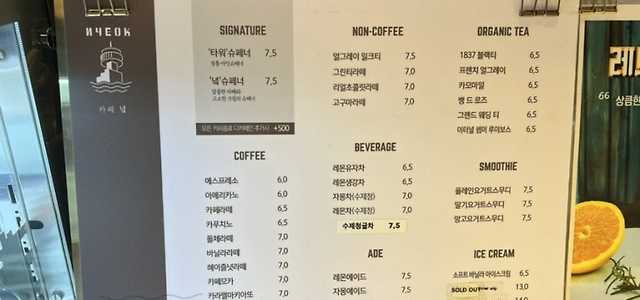 NYEOK
카페 녘
SIGNATURE
'타워'슈페너 7,5
'녘'슈페너 7,5
모든 커피음료 디카페인 추가시 +500
COFFEE
에스프레소 6,0
아메리카노 6,0
카페라떼 6,5
카푸치노 6,5
돌체라떼 7,0
바닐라라떼 7,0
헤이즐넛라떼 7,0
카페모카 7,0
카라멜마키아또 7,0
NON-COFFEE
얼그레이 밀크티 7,5
그린티라떼 7,0
리얼초콜릿라떼 7,0
고구마라떼 7,0
BEVERAGE
레몬유자차 6,5
레몬생강차 6,5
자몽차(수제청) 7,0
레몬차(수제청) 7,0
수제청귤차 7,5
ADE
레몬에이드 7,5
자몽에이드 7,5
ORGANIC TEA
1837 블랙티 6,5
프렌치 얼그레이 6,5
카모마일 6,5
뱅 드 로즈 6,5
그랜드 웨딩 티 6,5
이터널 썸머 루이보스 6,5
SMOOTHIE
플레인요거트스무디 7,5
딸기요거트스무디 7,5
망고요거트스무디 7,5
ICE CREAM
소프트 바닐라 아이스크림 6,5
SOLD OUT 13,0
14,0
레
“ 상큼한